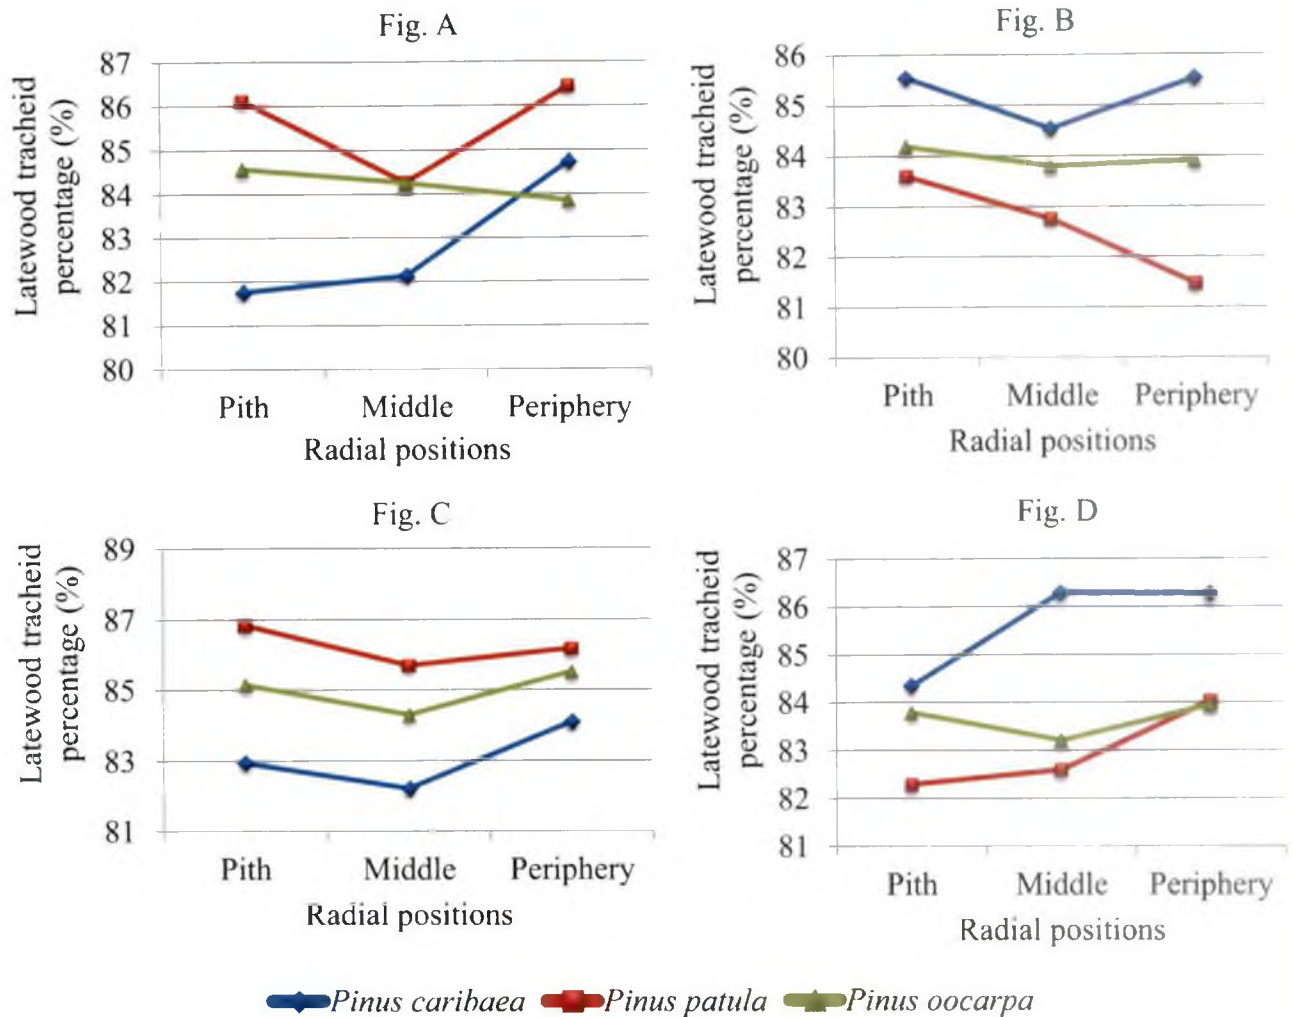 Fig. A
Latewood tracheid
percentage (%)
87
86
85
84
83
82
81
80
Pith Middle Periphery
Radial positions
Fig. B
Latewood tracheid
percentage (%)
86
85
84
83
82
81
80
Pith Middle Periphery
Radial positions
Fig. C
Latewood tracheid
percentage (%)
89
87
85
83
81
Pith Middle Periphery
Radial positions
Fig. D
Latewood tracheid
percentage (%)
87
86
85
84
83
82
81
Pith Middle Periphery
Radial positions
Pinus caribaea Pinus patula Pinus oocarpa